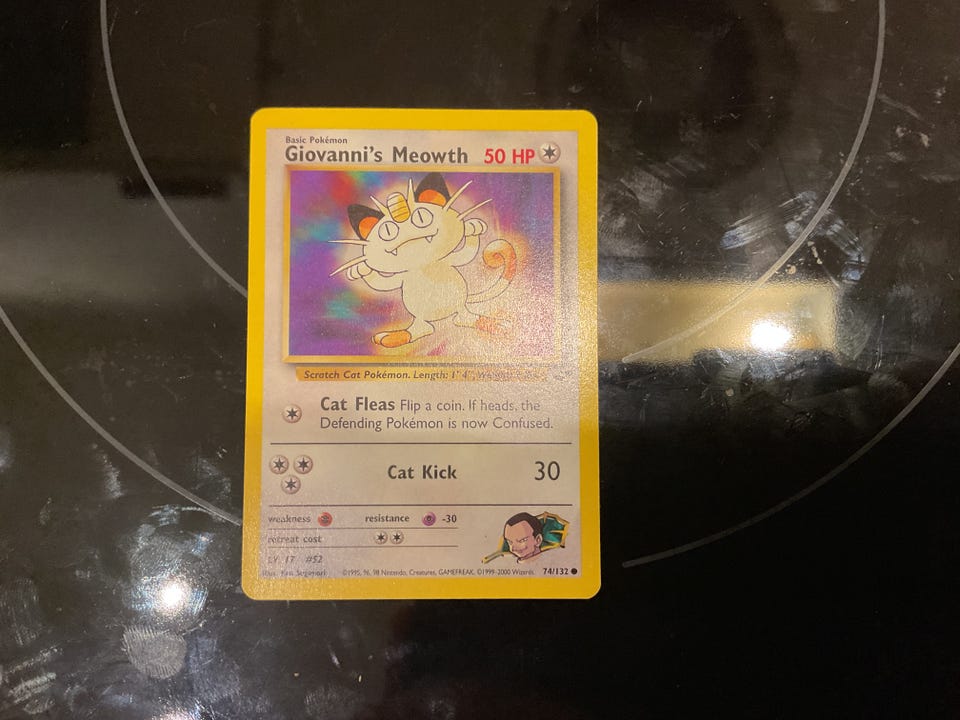 Basic Pokémon
Giovanni's Meowth 50 HP
Scratch Cat Pokémon. Length: 1' 4", Weight:
Cat Fleas Flip a coin. If heads, the
Defending Pokémon is now Confused.
Cat Kick 30
weakness resistance -30
retreat cost
LV. 17 #52
Illus. Ken Sugimori ©1995, 96, 98 Nintendo, Creatures, GAMEFREAK. ©1999-2000 Wizards. 74/132